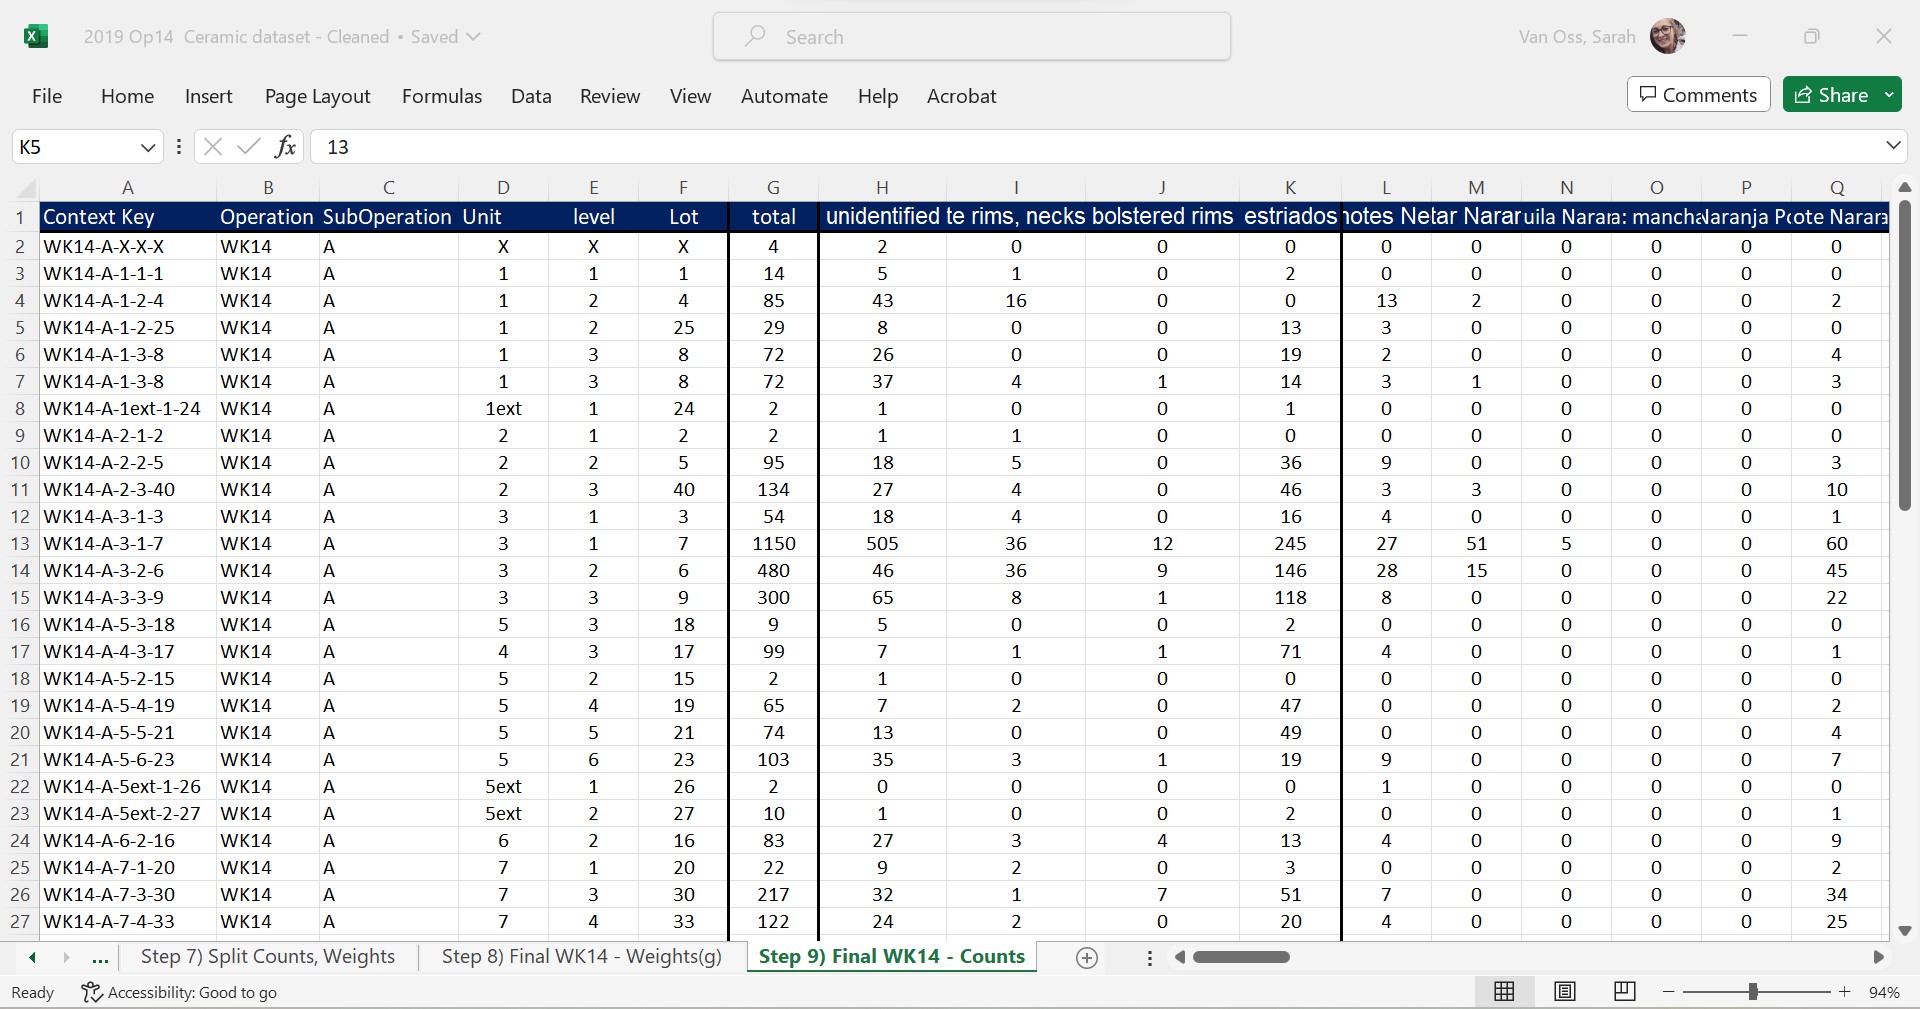 2019 Op14 Ceramic dataset - Cleaned • Saved
Search
Van Oss, Sarah
File Home Insert Page Layout Formulas Data Review View Automate Help Acrobat
Comments
Share
K5
fx
13
A B C D E F G H I J K L M N O P Q
1 Context Key Operation SubOperation Unit level Lot total unidentified te rims, necks bolstered rims estriados notes Netar Narar uila Narar a: mancha Naranja Pc ote Narara
2 WK14-A-X-X-X WK14 A X X X 4 2 0 0 0 0 0 0 0 0 0
3 WK14-A-1-1-1 WK14 A 1 1 1 14 5 1 0 2 0 0 0 0 0 0
4 WK14-A-1-2-4 WK14 A 1 2 4 85 43 16 0 0 13 2 0 0 0 2
5 WK14-A-1-2-25 WK14 A 1 2 25 29 8 0 0 13 3 0 0 0 0 0
6 WK14-A-1-3-8 WK14 A 1 3 8 72 26 0 0 19 2 0 0 0 0 4
7 WK14-A-1-3-8 WK14 A 1 3 8 72 37 4 1 14 3 1 0 0 0 3
8 WK14-A-1ext-1-24 WK14 A 1ext 1 24 2 1 0 0 1 0 0 0 0 0 0
9 WK14-A-2-1-2 WK14 A 2 1 2 2 1 1 0 0 0 0 0 0 0 0
10 WK14-A-2-2-5 WK14 A 2 2 5 95 18 5 0 36 9 0 0 0 0 3
11 WK14-A-2-3-40 WK14 A 2 3 40 134 27 4 0 46 3 3 0 0 0 10
12 WK14-A-3-1-3 WK14 A 3 1 3 54 18 4 0 16 4 0 0 0 0 1
13 WK14-A-3-1-7 WK14 A 3 1 7 1150 505 36 12 245 27 51 5 0 0 60
14 WK14-A-3-2-6 WK14 A 3 2 6 480 46 36 9 146 28 15 0 0 0 45
15 WK14-A-3-3-9 WK14 A 3 3 9 300 65 8 1 118 8 0 0 0 0 22
16 WK14-A-5-3-18 WK14 A 5 3 18 9 5 0 0 2 0 0 0 0 0 0
17 WK14-A-4-3-17 WK14 A 4 3 17 99 7 1 1 71 4 0 0 0 0 1
18 WK14-A-5-2-15 WK14 A 5 2 15 2 1 0 0 0 0 0 0 0 0 0
19 WK14-A-5-4-19 WK14 A 5 4 19 65 7 2 0 47 0 0 0 0 0 2
20 WK14-A-5-5-21 WK14 A 5 5 21 74 13 0 0 49 0 0 0 0 0 4
21 WK14-A-5-6-23 WK14 A 5 6 23 103 35 3 1 19 9 0 0 0 0 7
22 WK14-A-5ext-1-26 WK14 A 5ext 1 26 2 0 0 0 0 1 0 0 0 0 0
23 WK14-A-5ext-2-27 WK14 A 5ext 2 27 10 1 0 0 2 0 0 0 0 0 1
24 WK14-A-6-2-16 WK14 A 6 2 16 83 27 3 4 13 4 0 0 0 0 9
25 WK14-A-7-1-20 WK14 A 7 1 20 22 9 2 0 3 0 0 0 0 0 2
26 WK14-A-7-3-30 WK14 A 7 3 30 217 32 1 7 51 7 0 0 0 0 34
27 WK14-A-7-4-33 WK14 A 7 4 33 122 24 2 0 20 4 0 0 0 0 25
... Step 7) Split Counts, Weights Step 8) Final WK14 - Weights(g) Step 9) Final WK14 - Counts
Ready Accessibility: Good to go 94%